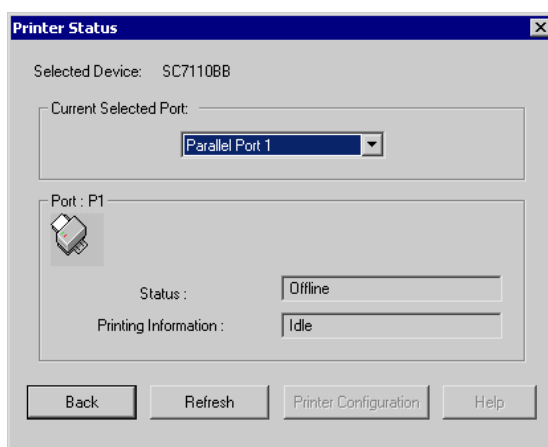 Printer Status
Selected Device: SC7110BB
Current Selected Port:
Parallel Port 1
Port : P1
Status : Offline
Printing Information : Idle
Back Refresh Printer Configuration Help